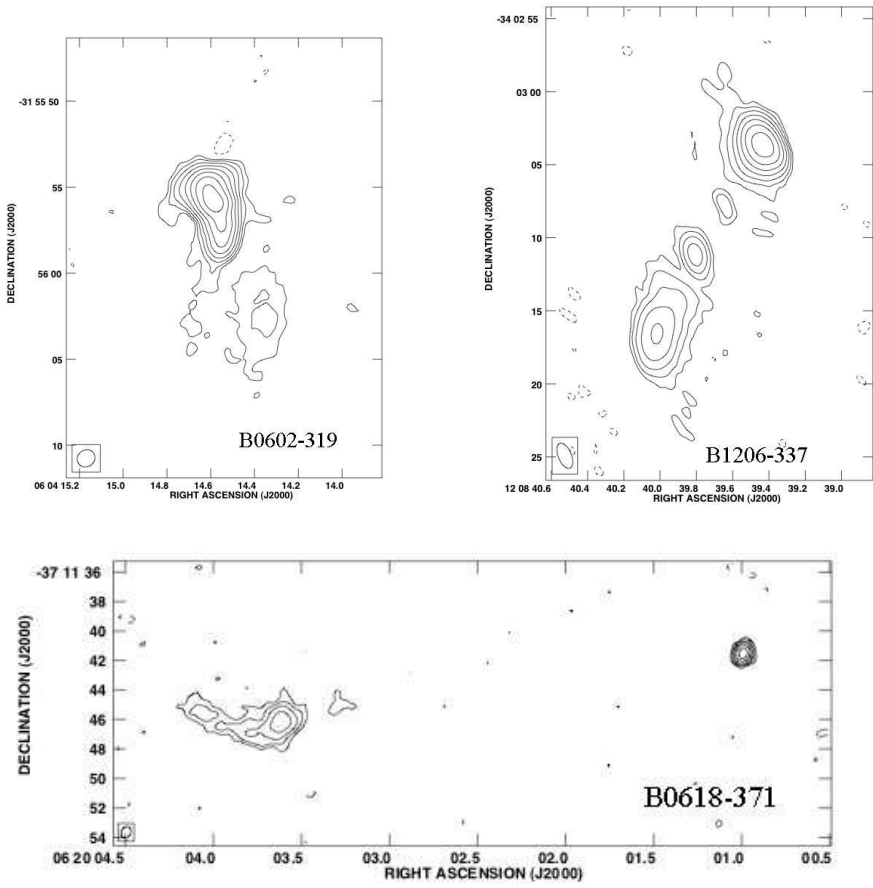 -31 55 50
55
56 00
05
10
DECLINATION (J2000)
B0602-319
06 04 15.2 15.0 14.8 14.6 14.4 14.2 14.0
RIGHT ASCENSION (J2000)
-34 02 55
03 00
05
10
15
20
25
DECLINATION (J2000)
B1206-337
12 08 40.6 40.4 40.2 40.0 39.8 39.6 39.4 39.2 39.0
RIGHT ASCENSION (J2000)
-37 11 36
38
40
42
44
46
48
50
52
54
DECLINATION (J2000)
B0618-371
06 20 04.5 04.0 03.5 03.0 02.5 02.0 01.5 01.0 00.5
RIGHT ASCENSION (J2000)